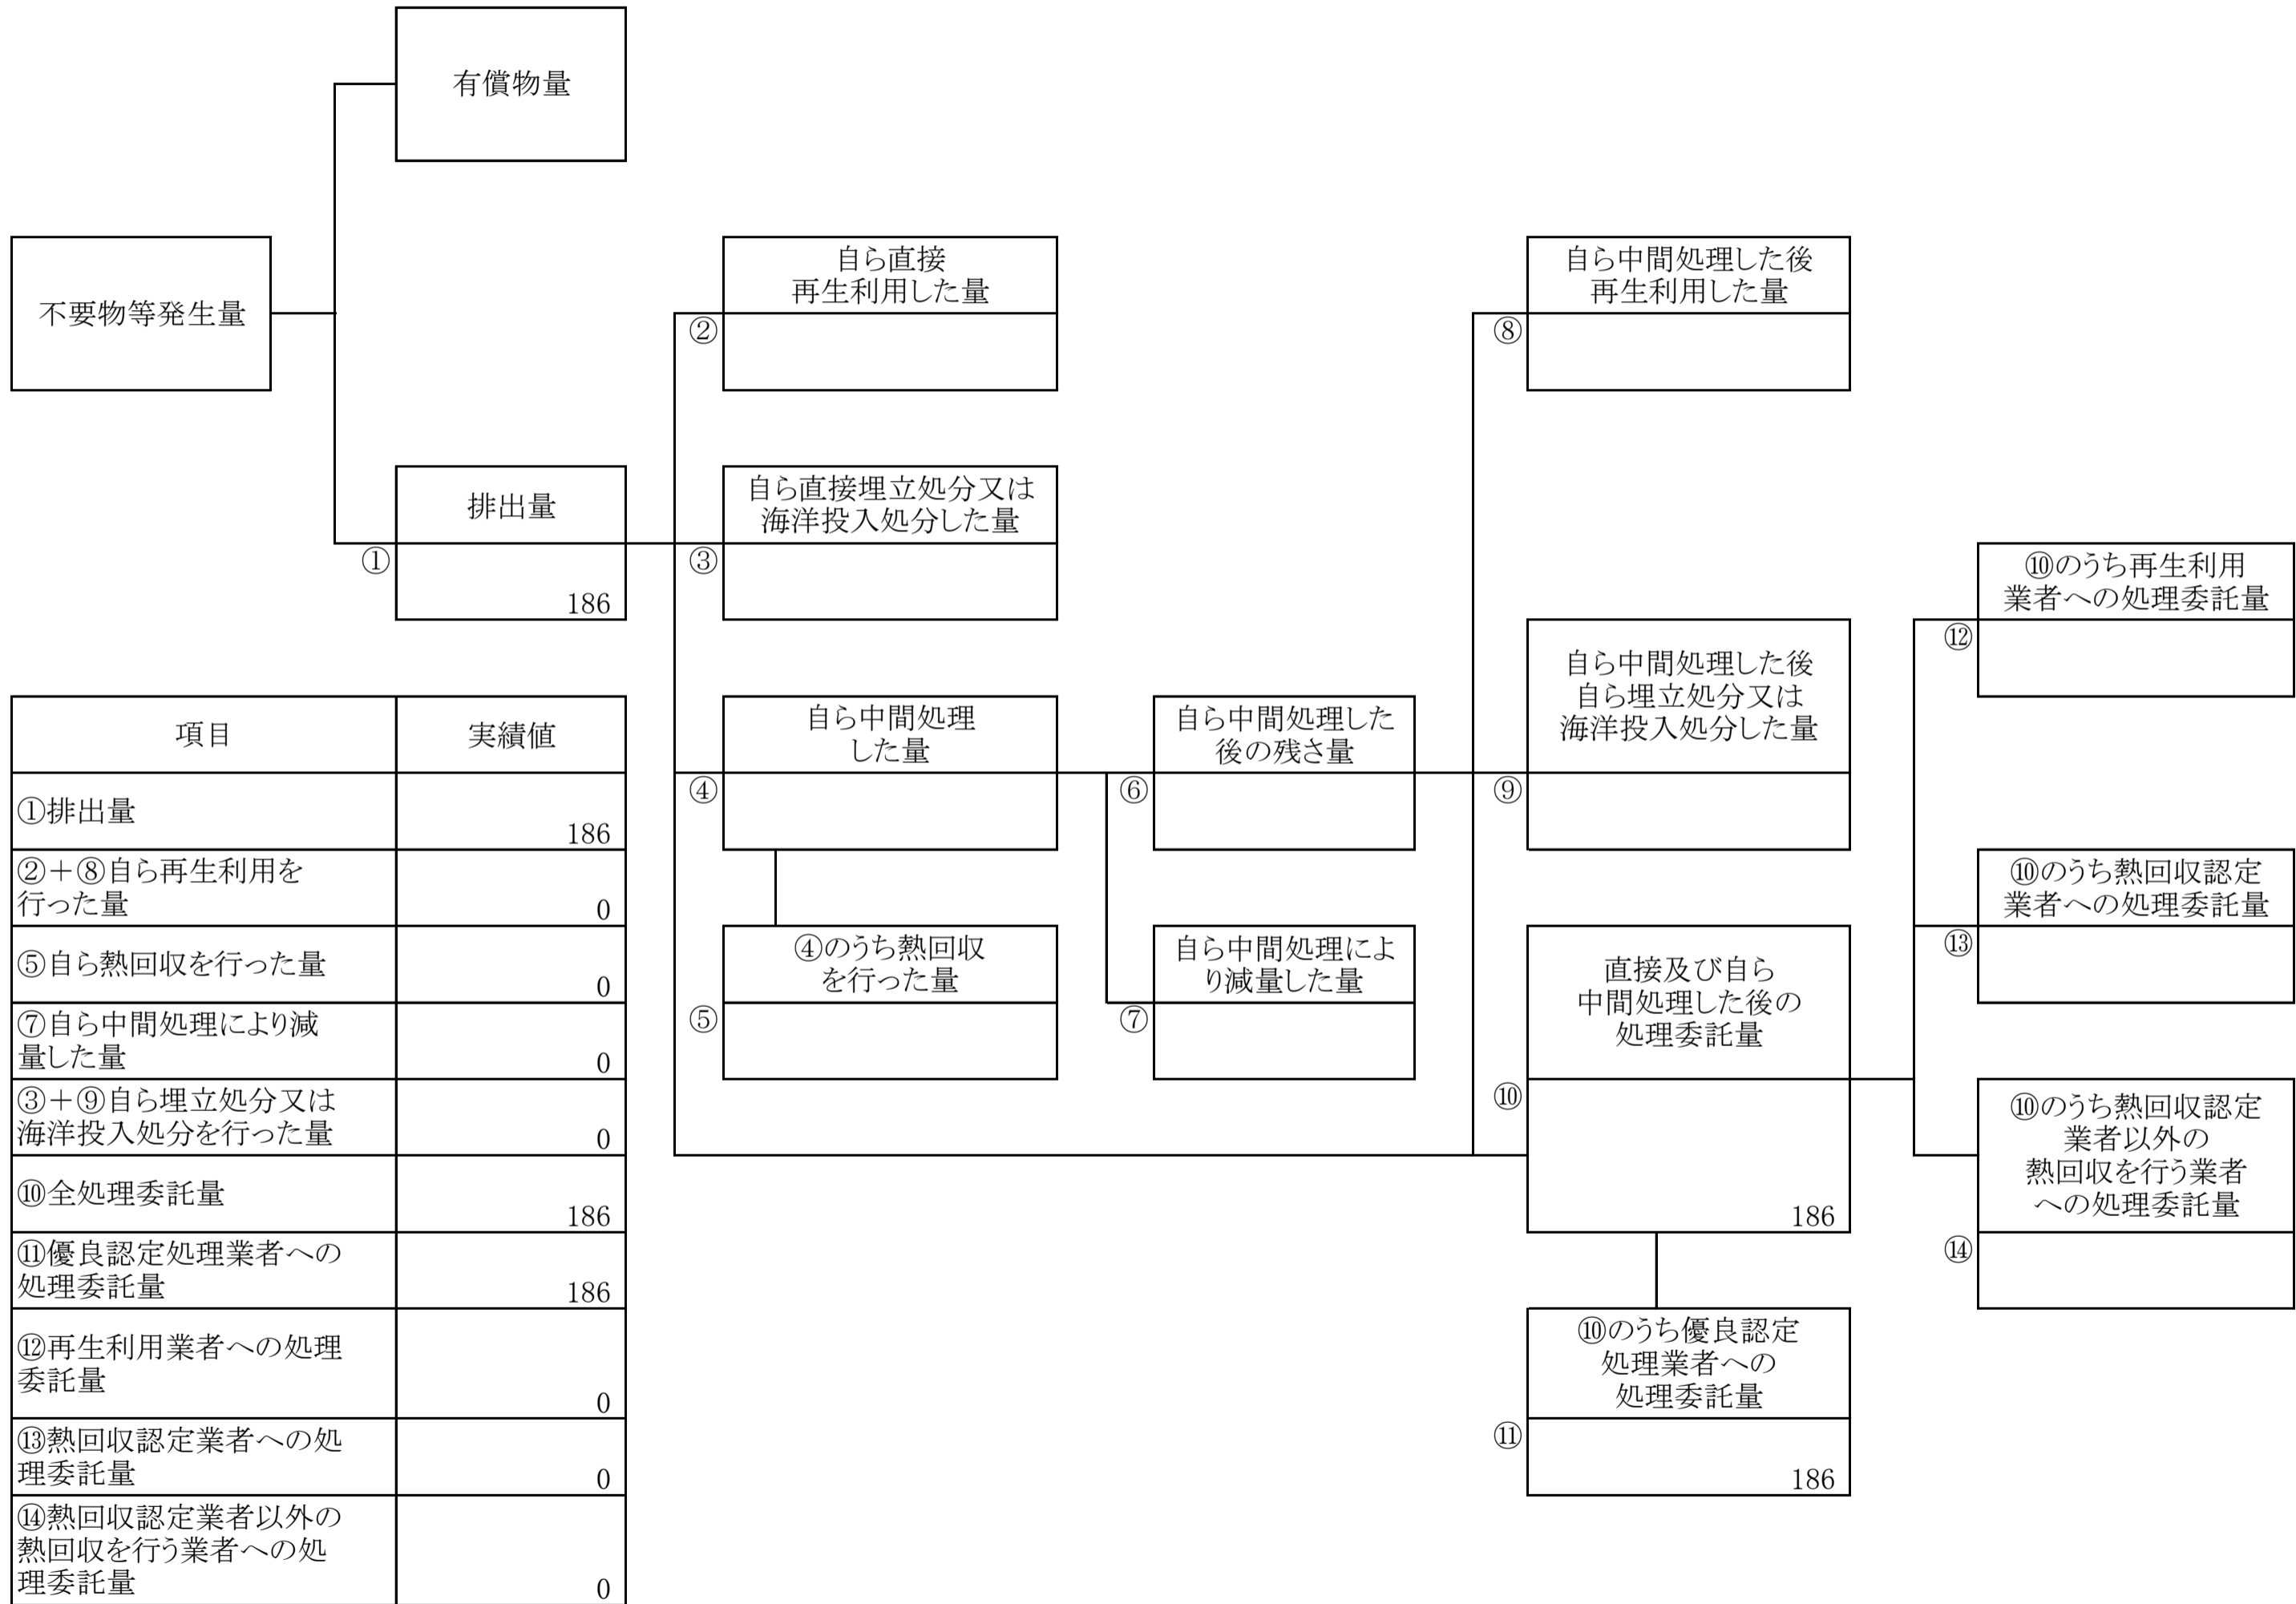 有償物量
不要物等発生量
自ら直接
再生利用した量
②
自ら中間処理した後
再生利用した量
⑧
排出量
①
186
自ら直接埋立処分又は
海洋投入処分した量
③
⑩のうち再生利用
業者への処理委託量
⑫
自ら中間処理
した量
④
自ら中間処理した
後の残さ量
⑥
自ら中間処理した後
自ら埋立処分又は
海洋投入処分した量
⑨
⑩のうち熱回収認定
業者への処理委託量
⑬
④のうち熱回収
を行った量
⑤
自ら中間処理によ
り減量した量
⑦
直接及び自ら
中間処理した後の
処理委託量
⑩
186
⑩のうち熱回収認定
業者以外の
熱回収を行う業者
への処理委託量
⑭
⑩のうち優良認定
処理業者への
処理委託量
⑪
186
項目
実績値
①排出量
186
②＋⑧自ら再生利用を
行った量
0
⑤自ら熱回収を行った量
0
⑦自ら中間処理により減
量した量
0
③＋⑨自ら埋立処分又は
海洋投入処分を行った量
0
⑩全処理委託量
186
⑪優良認定処理業者への
処理委託量
186
⑫再生利用業者への処理
委託量
0
⑬熱回収認定業者への処
理委託量
0
⑭熱回収認定業者以外の
熱回収を行う業者への処
理委託量
0